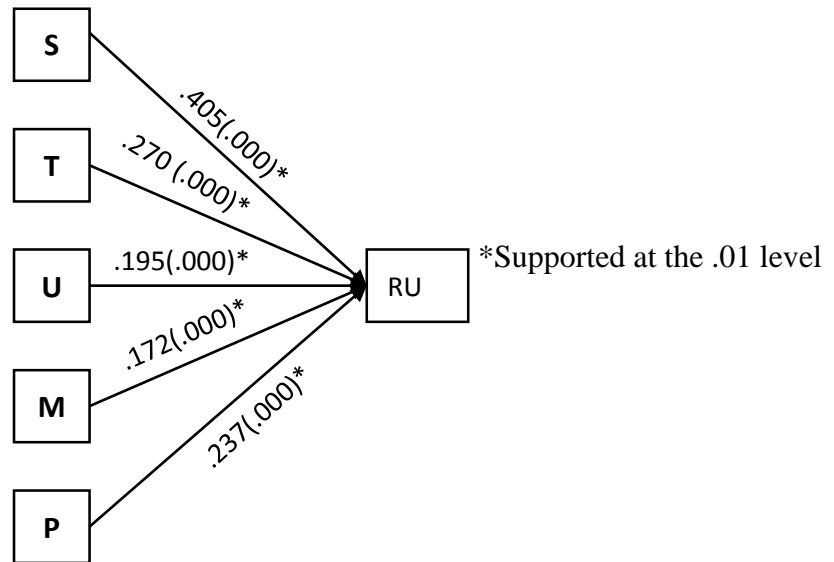 S
.405(.000)*
T
.270 (.000)*
U
.195(.000)*
RU
*Supported at the .01 level
M
.172(.000)*
P
.237(.000)*